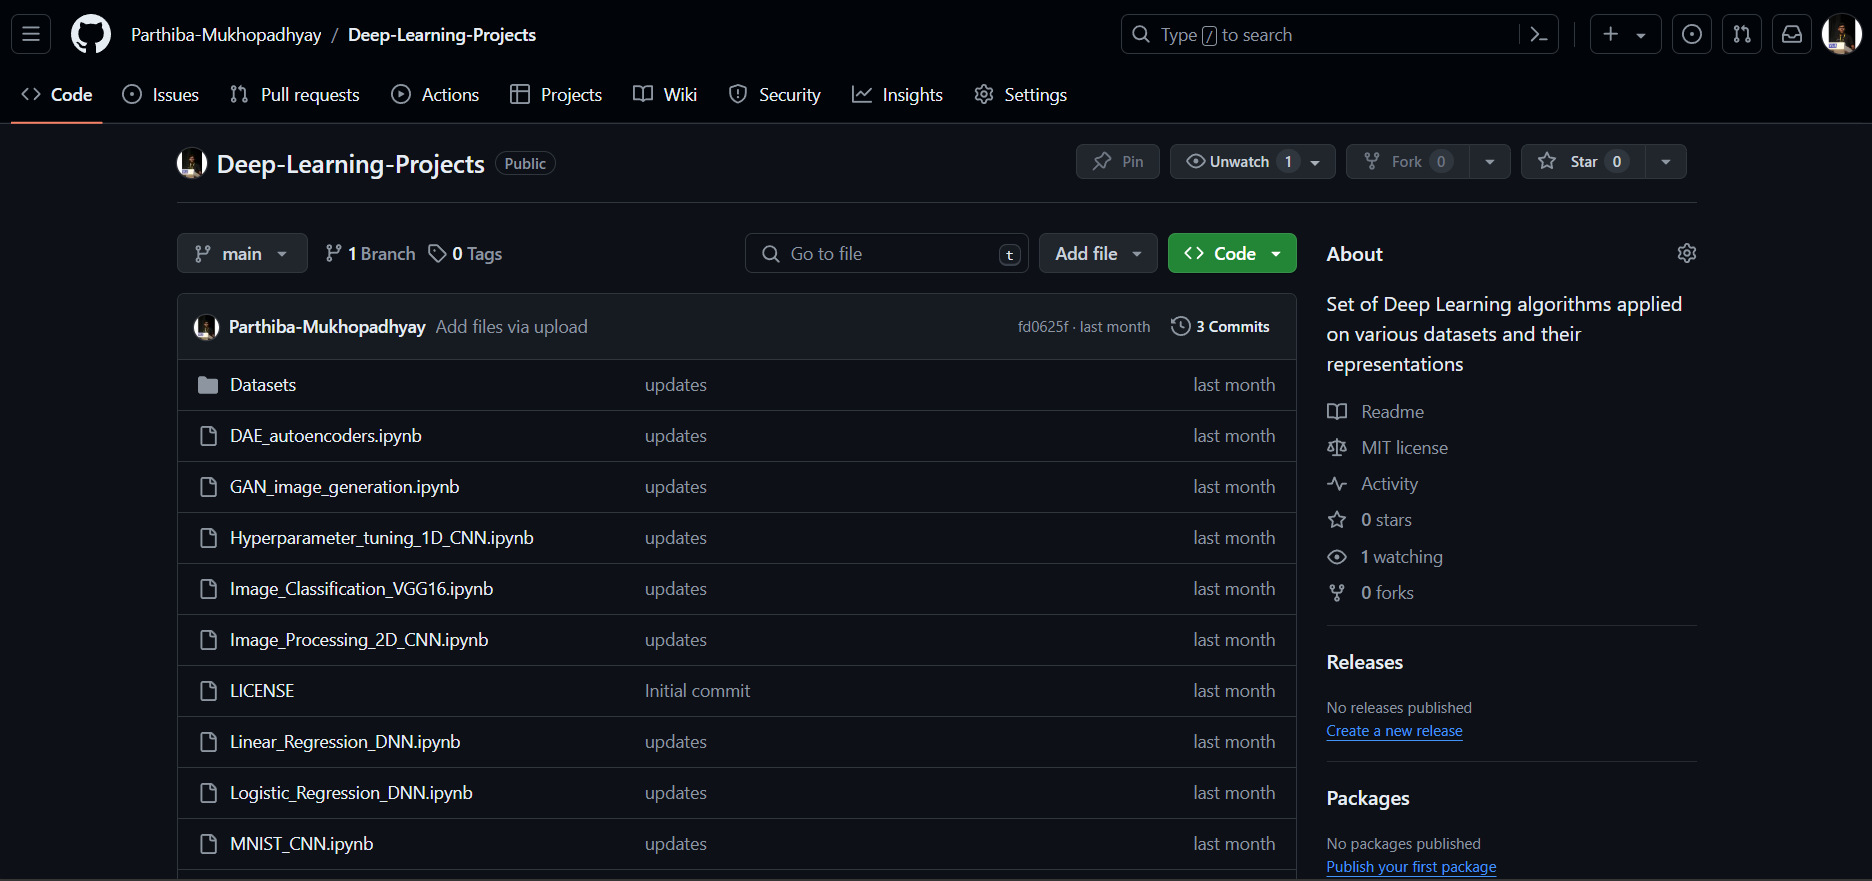 Parthiba-Mukhopadhyay / Deep-Learning-Projects
Type / to search
Code Issues Pull requests Actions Projects Wiki Security Insights Settings
Deep-Learning-Projects Public
Pin Unwatch 1 Fork 0 Star 0
main 1 Branch 0 Tags Go to file t Add file Code
Parthiba-Mukhopadhyay Add files via upload fd0625f · last month 3 Commits
Datasets updates last month
DAE_autoencoders.ipynb updates last month
GAN_image_generation.ipynb updates last month
Hyperparameter_tuning_1D_CNN.ipynb updates last month
Image_Classification_VGG16.ipynb updates last month
Image_Processing_2D_CNN.ipynb updates last month
LICENSE Initial commit last month
Linear_Regression_DNN.ipynb updates last month
Logistic_Regression_DNN.ipynb updates last month
MNIST_CNN.ipynb updates last month
About
Set of Deep Learning algorithms applied
on various datasets and their
representations
Readme
MIT license
Activity
0 stars
1 watching
0 forks
Releases
No releases published
Create a new release
Packages
No packages published
Publish your first package